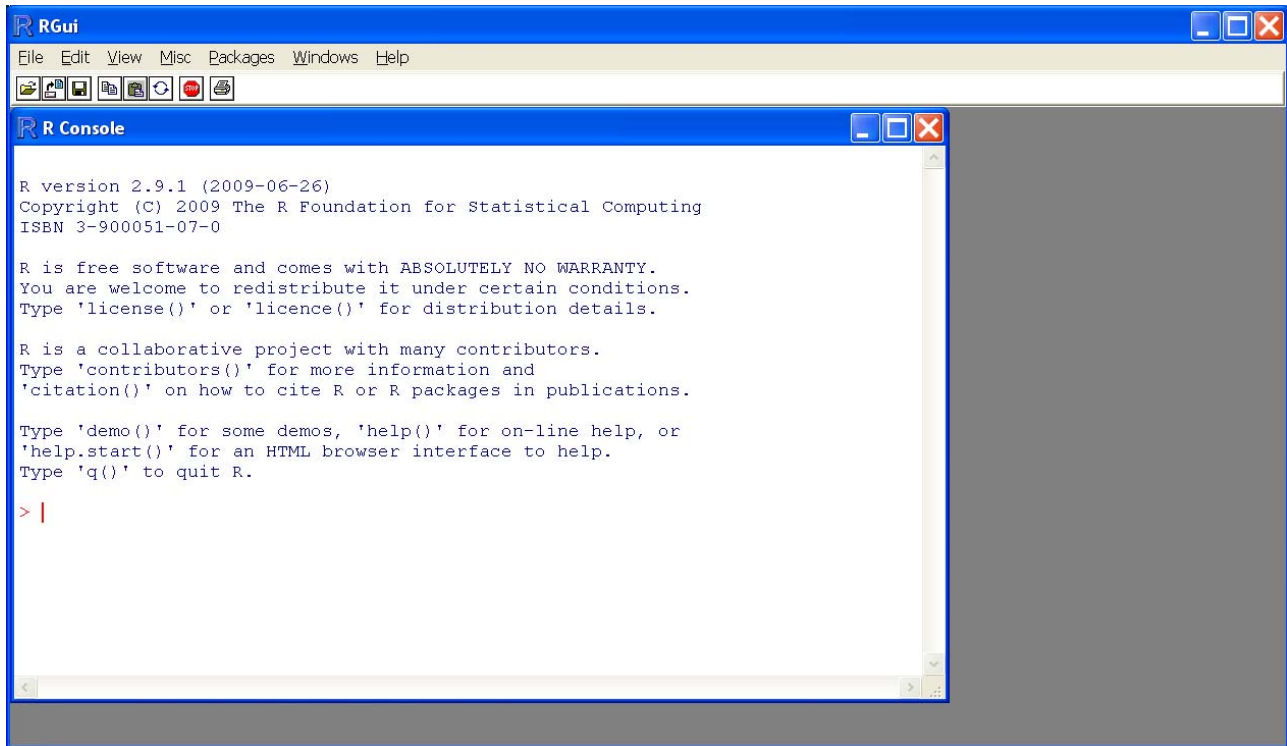 RGui
File Edit View Misc Packages Windows Help
STOP
R Console
R version 2.9.1 (2009-06-26)
Copyright (C) 2009 The R Foundation for Statistical Computing
ISBN 3-900051-07-0
R is free software and comes with ABSOLUTELY NO WARRANTY.
You are welcome to redistribute it under certain conditions.
Type 'license()' or 'licence()' for distribution details.
R is a collaborative project with many contributors.
Type 'contributors()' for more information and
'citation()' on how to cite R or R packages in publications.
Type 'demo()' for some demos, 'help()' for on-line help, or
'help.start()' for an HTML browser interface to help.
Type 'q()' to quit R.
>